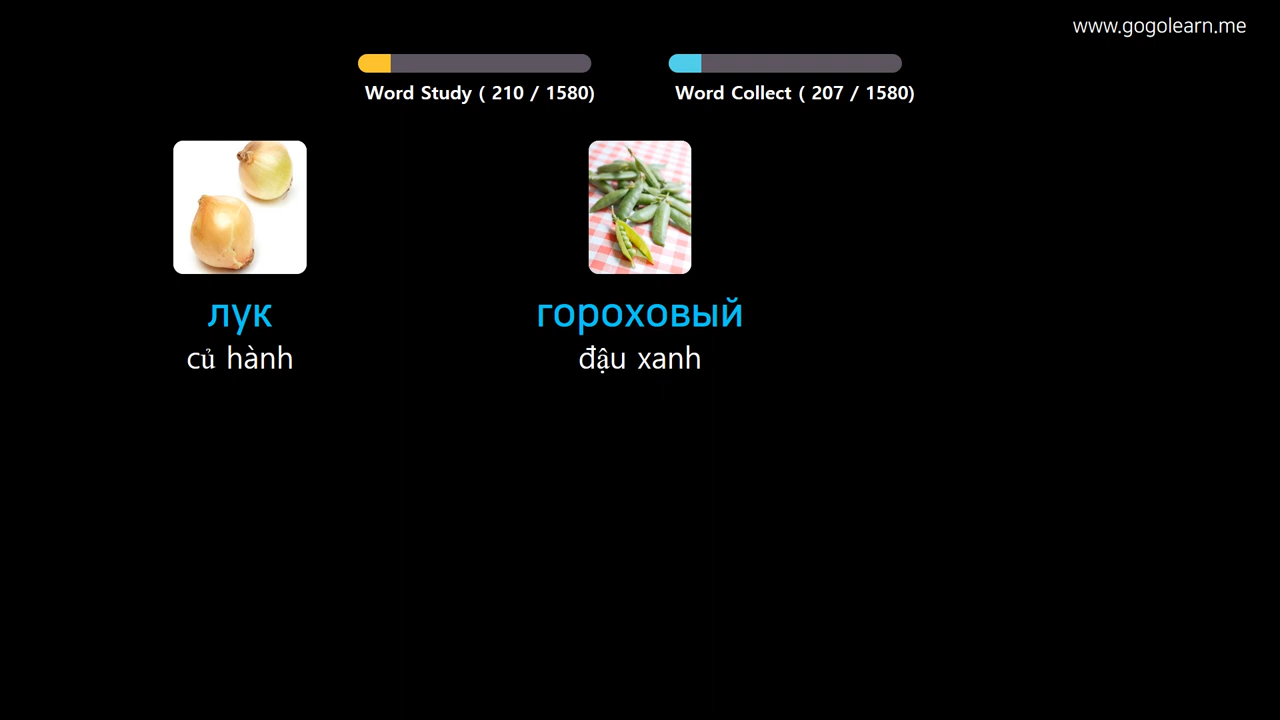 www.gogolearn.me
Word Study ( 210 / 1580)
Word Collect ( 207 / 1580)
лук
củ hành
гороховый
đậu xanh